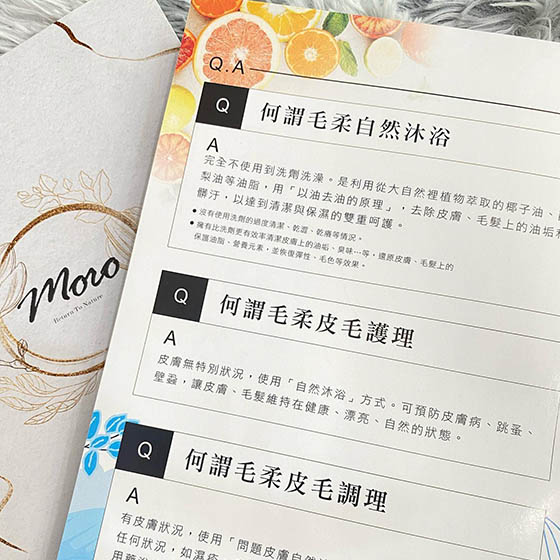 Moro
Return To Nature
Q.A
Q
何謂毛柔自然沐浴
A
完全不使用到洗劑洗澡。是利用從大自然裡植物萃取的椰子油、
梨油等油脂，用「以油去油的原理」，去除皮膚、毛髮上的油垢和
髒汙，以達到清潔與保濕的雙重呵護。
●沒有使用洗劑的過度清潔、乾澀、乾癢等情況。
●擁有比洗劑更有效率清潔皮膚上的油垢、臭味…等，還原皮膚、毛髮上的
保護油脂、營養元素，並恢復彈性、毛色等效果。
Q
何謂毛柔皮毛護理
A
皮膚無特別狀況，使用「自然沐浴」方式。可預防皮膚病、跳蚤、
壁蝨，讓皮膚、毛髮維持在健康、漂亮、自然的狀態。
Q
何謂毛柔皮毛調理
A
有皮膚狀況，使用「問題皮膚自然
任何狀況，如濕疹